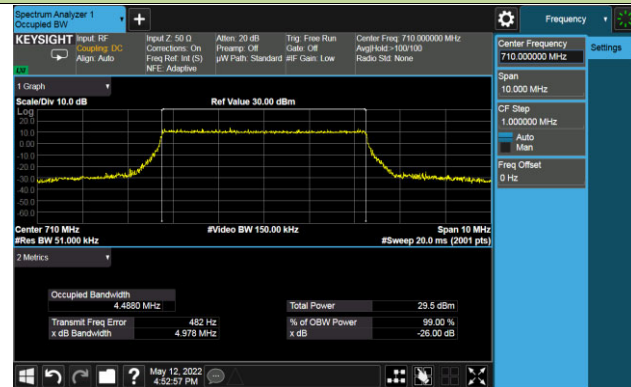 Spectrum Analyzer 1
Occupied BW
+
Frequency
KEYSIGHT
Input: RF
Coupling: DC
Align: Auto
Input Z: 50 Ω
Corrections: On
Freq Ref: Int (S)
NFE: Adaptive
Atten: 20 dB
Preamp: Off
µW Path: Standard
Trig: Free Run
Gate: Off
#IF Gain: Low
Center Freq: 710.000000 MHz
Avg|Hold:>100/100
Radio Std: None
LXI
Center Frequency
710.000000 MHz
Settings
Span
10.000 MHz
CF Step
1.000000 MHz
Auto
Man
Freq Offset
0 Hz
1 Graph
Scale/Div 10.0 dB
Ref Value 30.00 dBm
Log
20.0
10.0
0.00
-10.0
-20.0
-30.0
-40.0
-50.0
-60.0
Center 710 MHz
#Video BW 150.00 kHz
Span 10 MHz
#Res BW 51.000 kHz
#Sweep 20.0 ms (2001 pts)
2 Metrics
Occupied Bandwidth
4.4880 MHz
Total Power 29.5 dBm
Transmit Freq Error 482 Hz
% of OBW Power 99.00 %
x dB Bandwidth 4.978 MHz
x dB -26.00 dB
?
May 12, 2022
4:52:57 PM